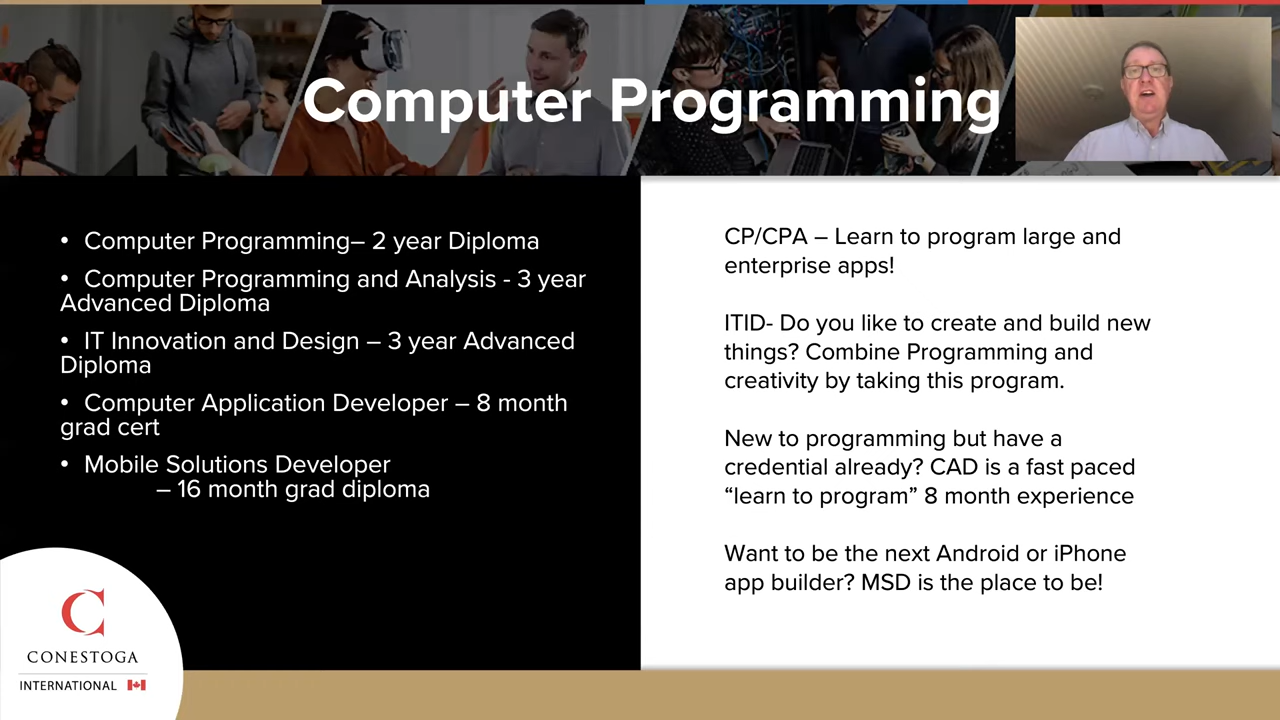 Computer Programming
• Computer Programming– 2 year Diploma
• Computer Programming and Analysis - 3 year
Advanced Diploma
• IT Innovation and Design – 3 year Advanced
Diploma
• Computer Application Developer – 8 month
grad cert
• Mobile Solutions Developer
– 16 month grad diploma
CP/CPA – Learn to program large and
enterprise apps!
ITID- Do you like to create and build new
things? Combine Programming and
creativity by taking this program.
New to programming but have a
credential already? CAD is a fast paced
“learn to program” 8 month experience
Want to be the next Android or iPhone
app builder? MSD is the place to be!
C
CONESTOGA
INTERNATIONAL